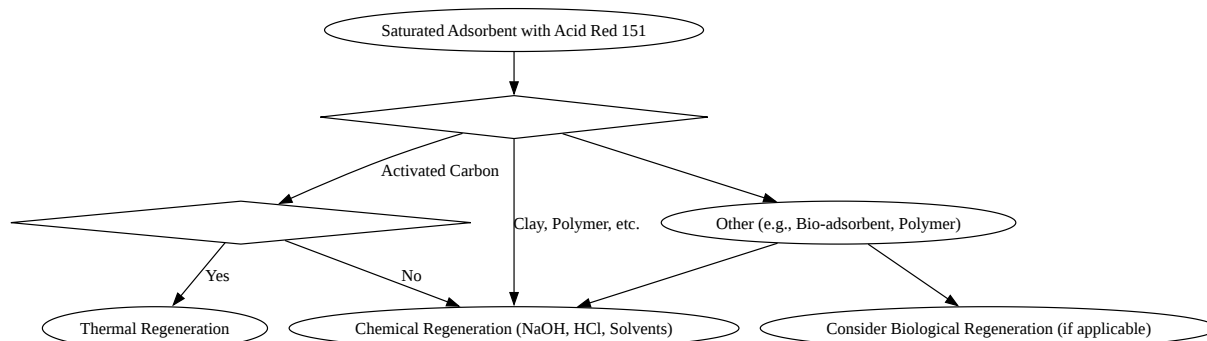 Saturated Adsorbent with Acid Red 151
Activated Carbon
Clay, Polymer, etc.
Other (e.g., Bio-adsorbent, Polymer)
Yes
No
Thermal Regeneration
Chemical Regeneration (NaOH, HCl, Solvents)
Consider Biological Regeneration (if applicable)